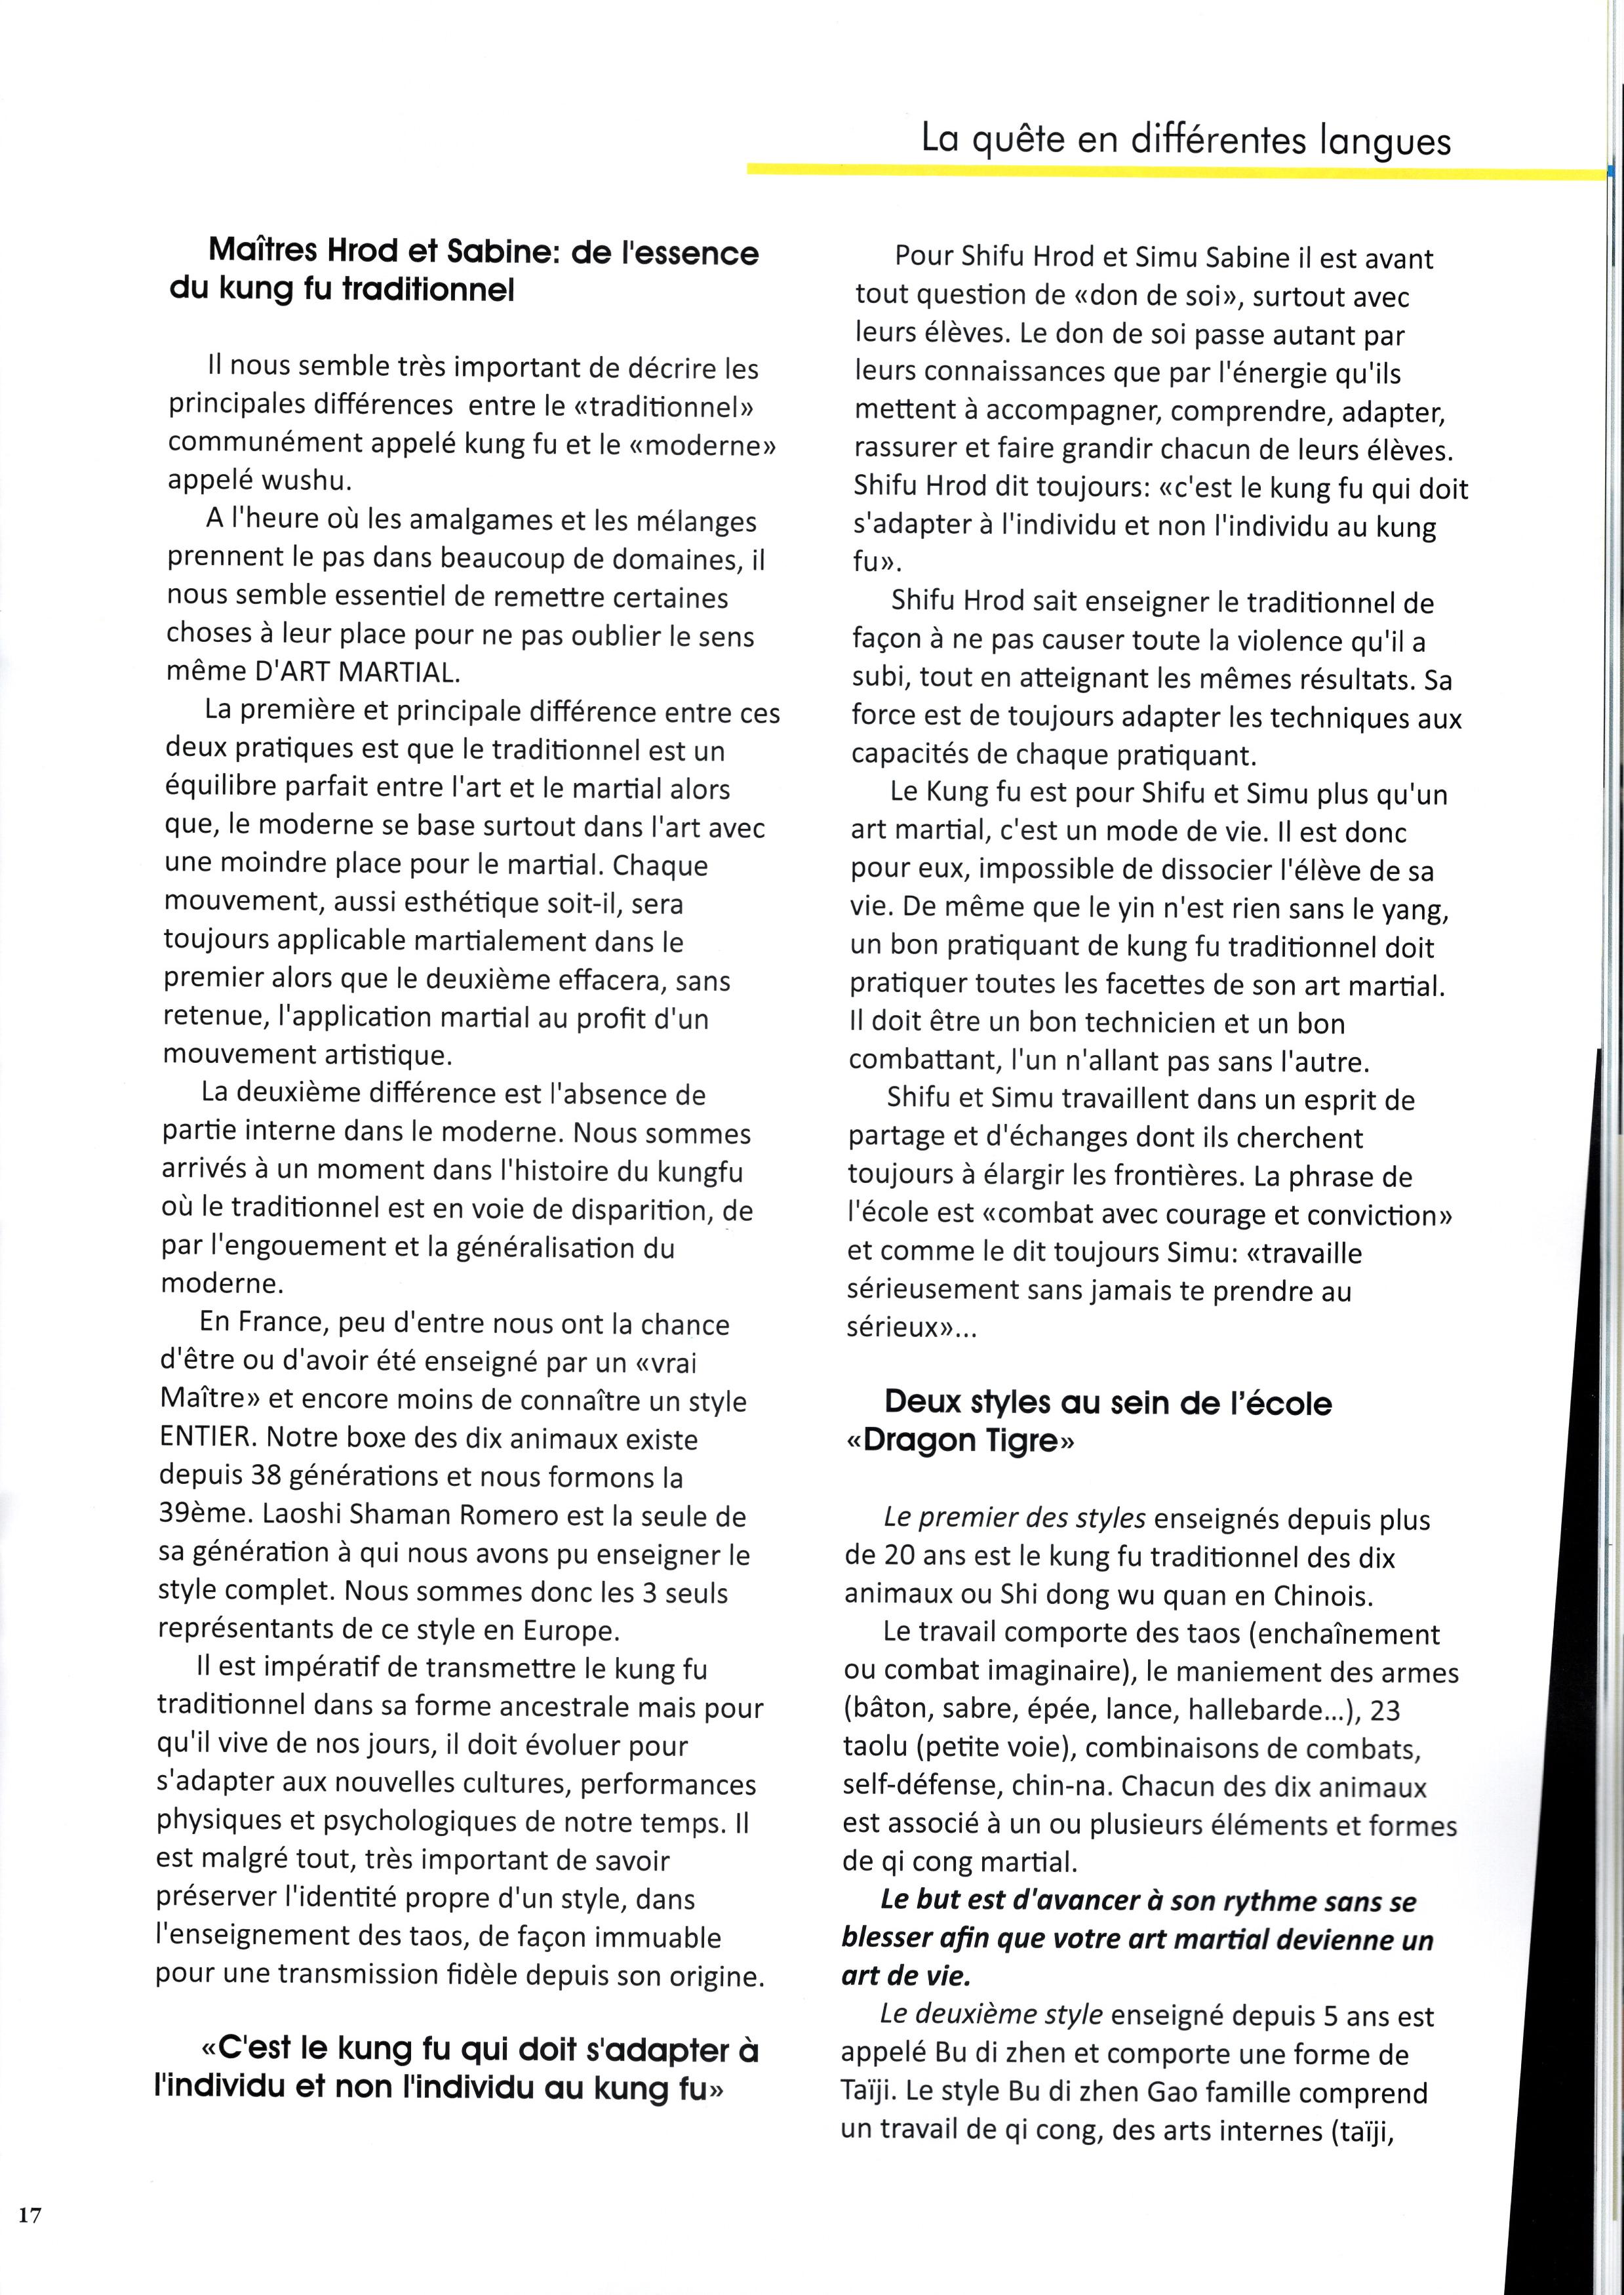 La quête en différentes langues
Maîtres Hrod et Sabine: de l'essence
du kung fu traditionnel
Il nous semble très important de décrire les
principales différences entre le «traditionnel»
communément appelé kung fu et le «moderne»
appelé wushu.
A l'heure où les amalgames et les mélanges
prennent le pas dans beaucoup de domaines, il
nous semble essentiel de remettre certaines
choses à leur place pour ne pas oublier le sens
même D'ART MARTIAL.
La première et principale différence entre ces
deux pratiques est que le traditionnel est un
équilibre parfait entre l'art et le martial alors
que, le moderne se base surtout dans l'art avec
une moindre place pour le martial. Chaque
mouvement, aussi esthétique soit-il, sera
toujours applicable martialement dans le
premier alors que le deuxième effacera, sans
retenue, l'application martial au profit d'un
mouvement artistique.
La deuxième différence est l'absence de
partie interne dans le moderne. Nous sommes
arrivés à un moment dans l'histoire du kungfu
où le traditionnel est en voie de disparition, de
par l'engouement et la généralisation du
moderne.
En France, peu d'entre nous ont la chance
d'être ou d'avoir été enseigné par un «vrai
Maître» et encore moins de connaître un style
ENTIER. Notre boxe des dix animaux existe
depuis 38 générations et nous formons la
39ème. Laoshi Shaman Romero est la seule de
sa génération à qui nous avons pu enseigner le
style complet. Nous sommes donc les 3 seuls
représentants de ce style en Europe.
Il est impératif de transmettre le kung fu
traditionnel dans sa forme ancestrale mais pour
qu'il vive de nos jours, il doit évoluer pour
s'adapter aux nouvelles cultures, performances
physiques et psychologiques de notre temps. Il
est malgré tout, très important de savoir
préserver l'identité propre d'un style, dans
l'enseignement des taos, de façon immuable
pour une transmission fidèle depuis son origine.
«C'est le kung fu qui doit s'adapter à
l'individu et non l'individu au kung fu»
Pour Shifu Hrod et Simu Sabine il est avant
tout question de «don de soi», surtout avec
leurs élèves. Le don de soi passe autant par
leurs connaissances que par l'énergie qu'ils
mettent à accompagner, comprendre, adapter,
rassurer et faire grandir chacun de leurs élèves.
Shifu Hrod dit toujours: «c'est le kung fu qui doit
s'adapter à l'individu et non l'individu au kung
fu».
Shifu Hrod sait enseigner le traditionnel de
façon à ne pas causer toute la violence qu'il a
subi, tout en atteignant les mêmes résultats. Sa
force est de toujours adapter les techniques aux
capacités de chaque pratiquant.
Le Kung fu est pour Shifu et Simu plus qu'un
art martial, c'est un mode de vie. Il est donc
pour eux, impossible de dissocier l'élève de sa
vie. De même que le yin n'est rien sans le yang,
un bon pratiquant de kung fu traditionnel doit
pratiquer toutes les facettes de son art martial.
Il doit être un bon technicien et un bon
combattant, l'un n'allant pas sans l'autre.
Shifu et Simu travaillent dans un esprit de
partage et d'échanges dont ils cherchent
toujours à élargir les frontières. La phrase de
l'école est «combat avec courage et conviction»
et comme le dit toujours Simu: «travaille
sérieusement sans jamais te prendre au
sérieux»...
Deux styles au sein de l’école
«Dragon Tigre»
Le premier des styles enseignés depuis plus
de 20 ans est le kung fu traditionnel des dix
animaux ou Shi dong wu quan en Chinois.
Le travail comporte des taos (enchaînement
ou combat imaginaire), le maniement des armes
(bâton, sabre, épée, lance, hallebarde...), 23
taolu (petite voie), combinaisons de combats,
self-défense, chin-na. Chacun des dix animaux
est associé à un ou plusieurs éléments et formes
de qi cong martial.
Le but est d'avancer à son rythme sans se
blesser afin que votre art martial devienne un
art de vie.
Le deuxième style enseigné depuis 5 ans est
appelé Bu di zhen et comporte une forme de
Taïji. Le style Bu di zhen Gao famille comprend
un travail de qi cong, des arts internes (taïji,
17